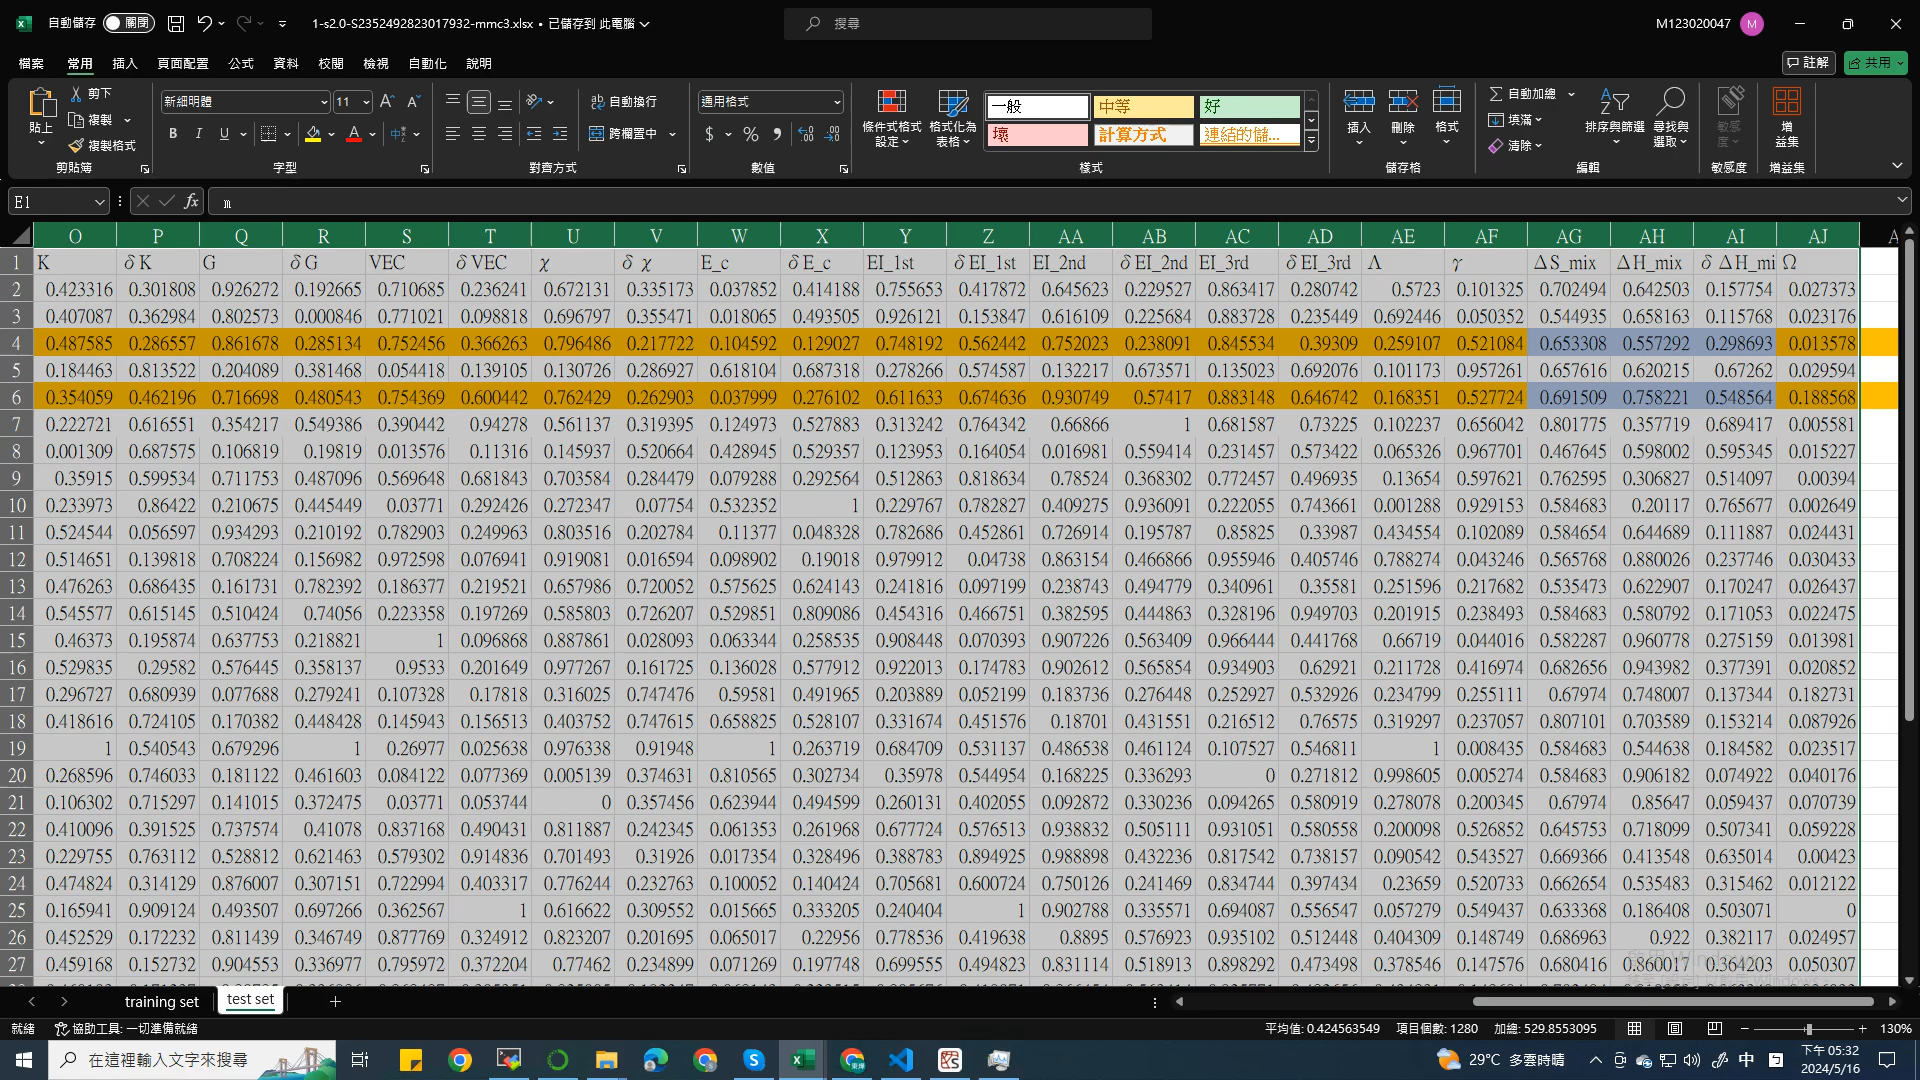 自動儲存 關閉 1-s2.0-S2352492823017932-mmc3.xlsx • 已儲存到 此電腦 搜尋 M123020047 M
檔案 常用 插入 頁面配置 公式 資料 校閱 檢視 自動化 說明 註解 共用
貼上 剪下 複製 複製格式 剪貼簿
新細明體 11 A A B I U A 中 字型
ab 自動換行 跨欄置中 對齊方式
通用格式 $ % 數值
條件式格式設定 格式化為表格 一般 中等 好 壞 計算方式 連結的儲... 樣式
插入 刪除 格式 儲存格
自動加總 填滿 清除 排序與篩選 尋找與選取 編輯
敏感度 敏感度 增益集 增益集
E1 fx m
O P Q R S T U V W X Y Z AA AB AC AD AE AF AG AH AI AJ A
1 K δK G δG VEC δVEC χ δ χ E_c δE_c EI_1st δEI_1st EI_2nd δEI_2nd EI_3rd δEI_3rd Λ γ ΔS_mix ΔH_mix δ ΔH_mi Ω
2 0.423316 0.301808 0.926272 0.192665 0.710685 0.236241 0.672131 0.335173 0.037852 0.414188 0.755653 0.417872 0.645623 0.229527 0.863417 0.280742 0.5723 0.101325 0.702494 0.642503 0.157754 0.027373
3 0.407087 0.362984 0.802573 0.000846 0.771021 0.098818 0.696797 0.355471 0.018065 0.493505 0.926121 0.153847 0.616109 0.225684 0.883728 0.235449 0.692446 0.050352 0.544935 0.658163 0.115768 0.023176
4 0.487585 0.286557 0.861678 0.285134 0.752456 0.366263 0.796486 0.217722 0.104592 0.129027 0.748192 0.562442 0.752023 0.238091 0.845534 0.39309 0.259107 0.521084 0.653308 0.557292 0.298693 0.013578
5 0.184463 0.813522 0.204089 0.381468 0.054418 0.139105 0.130726 0.286927 0.618104 0.687318 0.278266 0.574587 0.132217 0.673571 0.135023 0.692076 0.101173 0.957261 0.657616 0.620215 0.67262 0.029594
6 0.354059 0.462196 0.716698 0.480543 0.754369 0.600442 0.762429 0.262903 0.037999 0.276102 0.611633 0.674636 0.930749 0.57417 0.883148 0.646742 0.168351 0.527724 0.691509 0.758221 0.548564 0.188568
7 0.222721 0.616551 0.354217 0.549386 0.390442 0.94278 0.561137 0.319395 0.124973 0.527883 0.313242 0.764342 0.66866 1 0.681587 0.73225 0.102237 0.656042 0.801775 0.357719 0.689417 0.005581
8 0.001309 0.687575 0.106819 0.19819 0.013576 0.11316 0.145937 0.520664 0.428945 0.529357 0.123953 0.164054 0.016981 0.559414 0.231457 0.573422 0.065326 0.967701 0.467645 0.598002 0.595345 0.015227
9 0.35915 0.599534 0.711753 0.487096 0.569648 0.681843 0.703584 0.284479 0.079288 0.292564 0.512863 0.818634 0.78524 0.368302 0.772457 0.496935 0.13654 0.597621 0.762595 0.306827 0.514097 0.00394
10 0.233973 0.86422 0.210675 0.445449 0.03771 0.292426 0.272347 0.07754 0.532352 1 0.229767 0.782827 0.409275 0.936091 0.222055 0.743661 0.001288 0.929153 0.584683 0.20117 0.765677 0.002649
11 0.524544 0.056597 0.934293 0.210192 0.782903 0.249963 0.803516 0.202784 0.11377 0.048328 0.782686 0.452861 0.726914 0.195787 0.85825 0.33987 0.434554 0.102089 0.584654 0.644689 0.111887 0.024431
12 0.514651 0.139818 0.708224 0.156982 0.972598 0.076941 0.919081 0.016594 0.098902 0.19018 0.979912 0.04738 0.863154 0.466866 0.955946 0.405746 0.788274 0.043246 0.565768 0.880026 0.237746 0.030433
13 0.476263 0.686435 0.161731 0.782392 0.186377 0.219521 0.657986 0.720052 0.575625 0.624143 0.241816 0.097199 0.238743 0.494779 0.340961 0.35581 0.251596 0.217682 0.535473 0.622907 0.170247 0.026437
14 0.545577 0.615145 0.510424 0.74056 0.223358 0.197269 0.585803 0.726207 0.529851 0.809086 0.454316 0.466751 0.382595 0.444863 0.328196 0.949703 0.201915 0.238493 0.584683 0.580792 0.171053 0.022475
15 0.46373 0.195874 0.637753 0.218821 1 0.096868 0.887861 0.028093 0.063344 0.258535 0.908448 0.070393 0.907226 0.563409 0.966444 0.441768 0.66719 0.044016 0.582287 0.960778 0.275159 0.013981
16 0.529835 0.29582 0.576445 0.358137 0.9533 0.201649 0.977267 0.161725 0.136028 0.577912 0.922013 0.174783 0.902612 0.565854 0.934903 0.62921 0.211728 0.416974 0.682656 0.943982 0.377391 0.020852
17 0.296727 0.680939 0.077688 0.279241 0.107328 0.17818 0.316025 0.747476 0.59581 0.491965 0.203889 0.052199 0.183736 0.276448 0.252927 0.532926 0.234799 0.255111 0.67974 0.748007 0.137344 0.182731
18 0.418616 0.724105 0.170382 0.448428 0.145943 0.156513 0.403752 0.747615 0.658825 0.528107 0.331674 0.451576 0.18701 0.431551 0.216512 0.76575 0.319297 0.237057 0.807101 0.703589 0.153214 0.087926
19 1 0.540543 0.679296 1 0.26977 0.025638 0.976338 0.91948 1 0.263719 0.684709 0.531137 0.486538 0.461124 0.107527 0.546811 1 0.008435 0.584683 0.544638 0.184582 0.023517
20 0.268596 0.746033 0.181122 0.461603 0.084122 0.077369 0.005139 0.374631 0.810565 0.302734 0.35978 0.544954 0.168225 0.336293 0 0.271812 0.998605 0.005274 0.584683 0.906182 0.074922 0.040176
21 0.106302 0.715297 0.141015 0.372475 0.03771 0.053744 0 0.357456 0.623944 0.494599 0.260131 0.402055 0.092872 0.330236 0.094265 0.580919 0.278078 0.200345 0.67974 0.85647 0.059437 0.070739
22 0.410096 0.391525 0.737574 0.41078 0.837168 0.490431 0.811887 0.242345 0.061353 0.261968 0.677724 0.576513 0.938832 0.505111 0.931051 0.580558 0.200098 0.526852 0.645753 0.718099 0.507341 0.059228
23 0.229755 0.763112 0.528812 0.621463 0.579302 0.914836 0.701493 0.31926 0.017354 0.328496 0.388783 0.894925 0.988898 0.432236 0.817542 0.738157 0.090542 0.543527 0.669366 0.413548 0.635014 0.00423
24 0.474824 0.314129 0.876007 0.307151 0.722994 0.403317 0.776244 0.232763 0.100052 0.140424 0.705681 0.600724 0.750126 0.241469 0.834744 0.397434 0.23659 0.520733 0.662654 0.535483 0.315462 0.012122
25 0.165941 0.909124 0.493507 0.697266 0.362567 1 0.616622 0.309552 0.015665 0.333205 0.240404 1 0.902788 0.335571 0.694087 0.556547 0.057279 0.549437 0.633368 0.186408 0.503071 0
26 0.452529 0.172232 0.811439 0.346749 0.877769 0.324912 0.823207 0.201695 0.065017 0.22956 0.778536 0.419638 0.8895 0.576923 0.935102 0.512448 0.404309 0.148749 0.686963 0.922 0.382117 0.024957
27 0.459168 0.152732 0.904553 0.336977 0.795972 0.372204 0.77462 0.234899 0.071269 0.197748 0.699555 0.494823 0.831114 0.518913 0.898292 0.473498 0.378546 0.147576 0.680416 0.860017 0.364203 0.050307
training set test set
就緒 協助工具: 一切準備就緒 平均值: 0.424563549 項目個數: 1280 加總: 529.8553095 130%
在這裡輸入文字來搜尋 29°C 多雲時晴 中 下午 05:32
2024/5/16